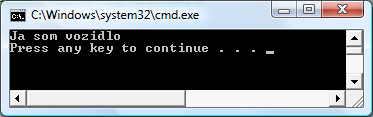 C:\Windows\system32\cmd.exe
Ja som vozidlo
Press any key to continue . . . _